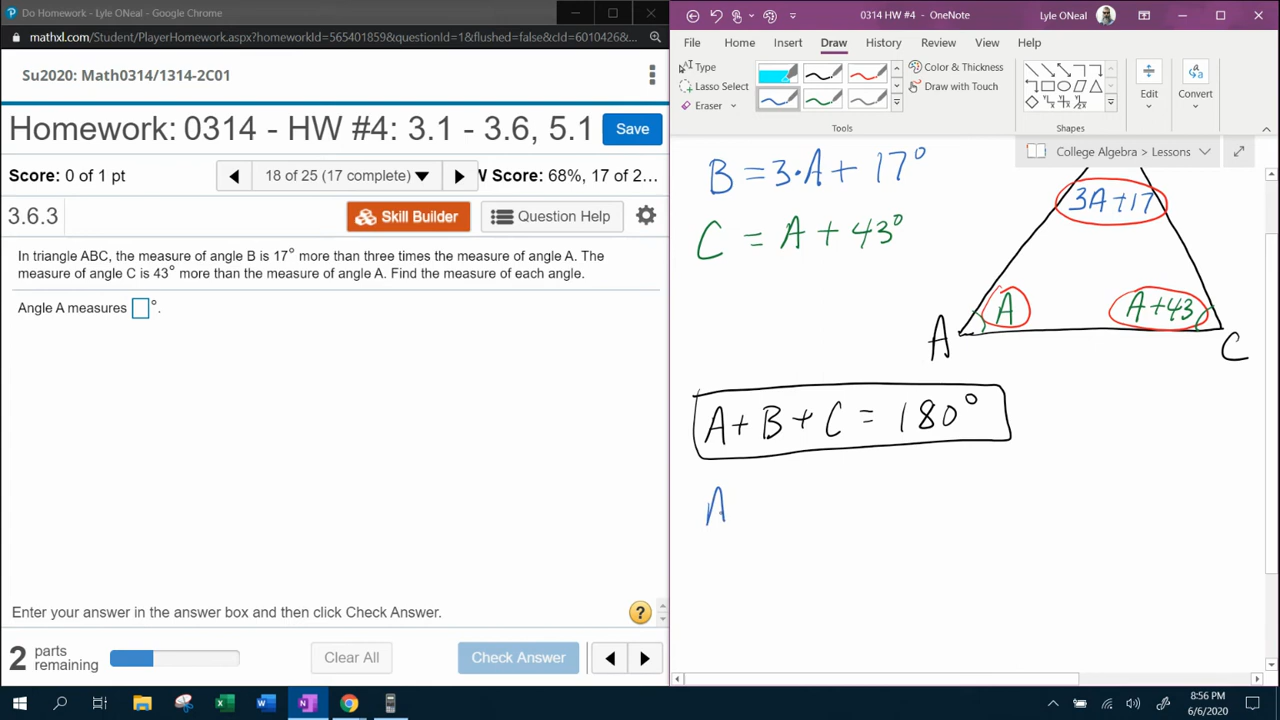 Do Homework - Lyle ONeal - Google Chrome
mathxl.com/Student/PlayerHomework.aspx?homeworkId=565401859&questionId=1&flushed=false&cId=6010426&...
Su2020: Math0314/1314-2C01
Homework: 0314 - HW #4: 3.1 - 3.6, 5.1
Save
Score: 0 of 1 pt
18 of 25 (17 complete)
W Score: 68%, 17 of 2...
3.6.3
Skill Builder
Question Help
In triangle ABC, the measure of angle B is 17° more than three times the measure of angle A. The
measure of angle C is 43° more than the measure of angle A. Find the measure of each angle.
Angle A measures °.
Enter your answer in the answer box and then click Check Answer.
?
2 parts remaining
Clear All
Check Answer
0314 HW #4 - OneNote
Lyle ONeal
File Home Insert Draw History Review View Help
Type
Lasso Select
Eraser
Color & Thickness
Draw with Touch
Edit
Convert
Tools
Shapes
College Algebra > Lessons
B = 3·A + 17°
C = A + 43°
3A+17
A
A+43
A
C
A+B+C = 180°
A
8:56 PM
6/6/2020